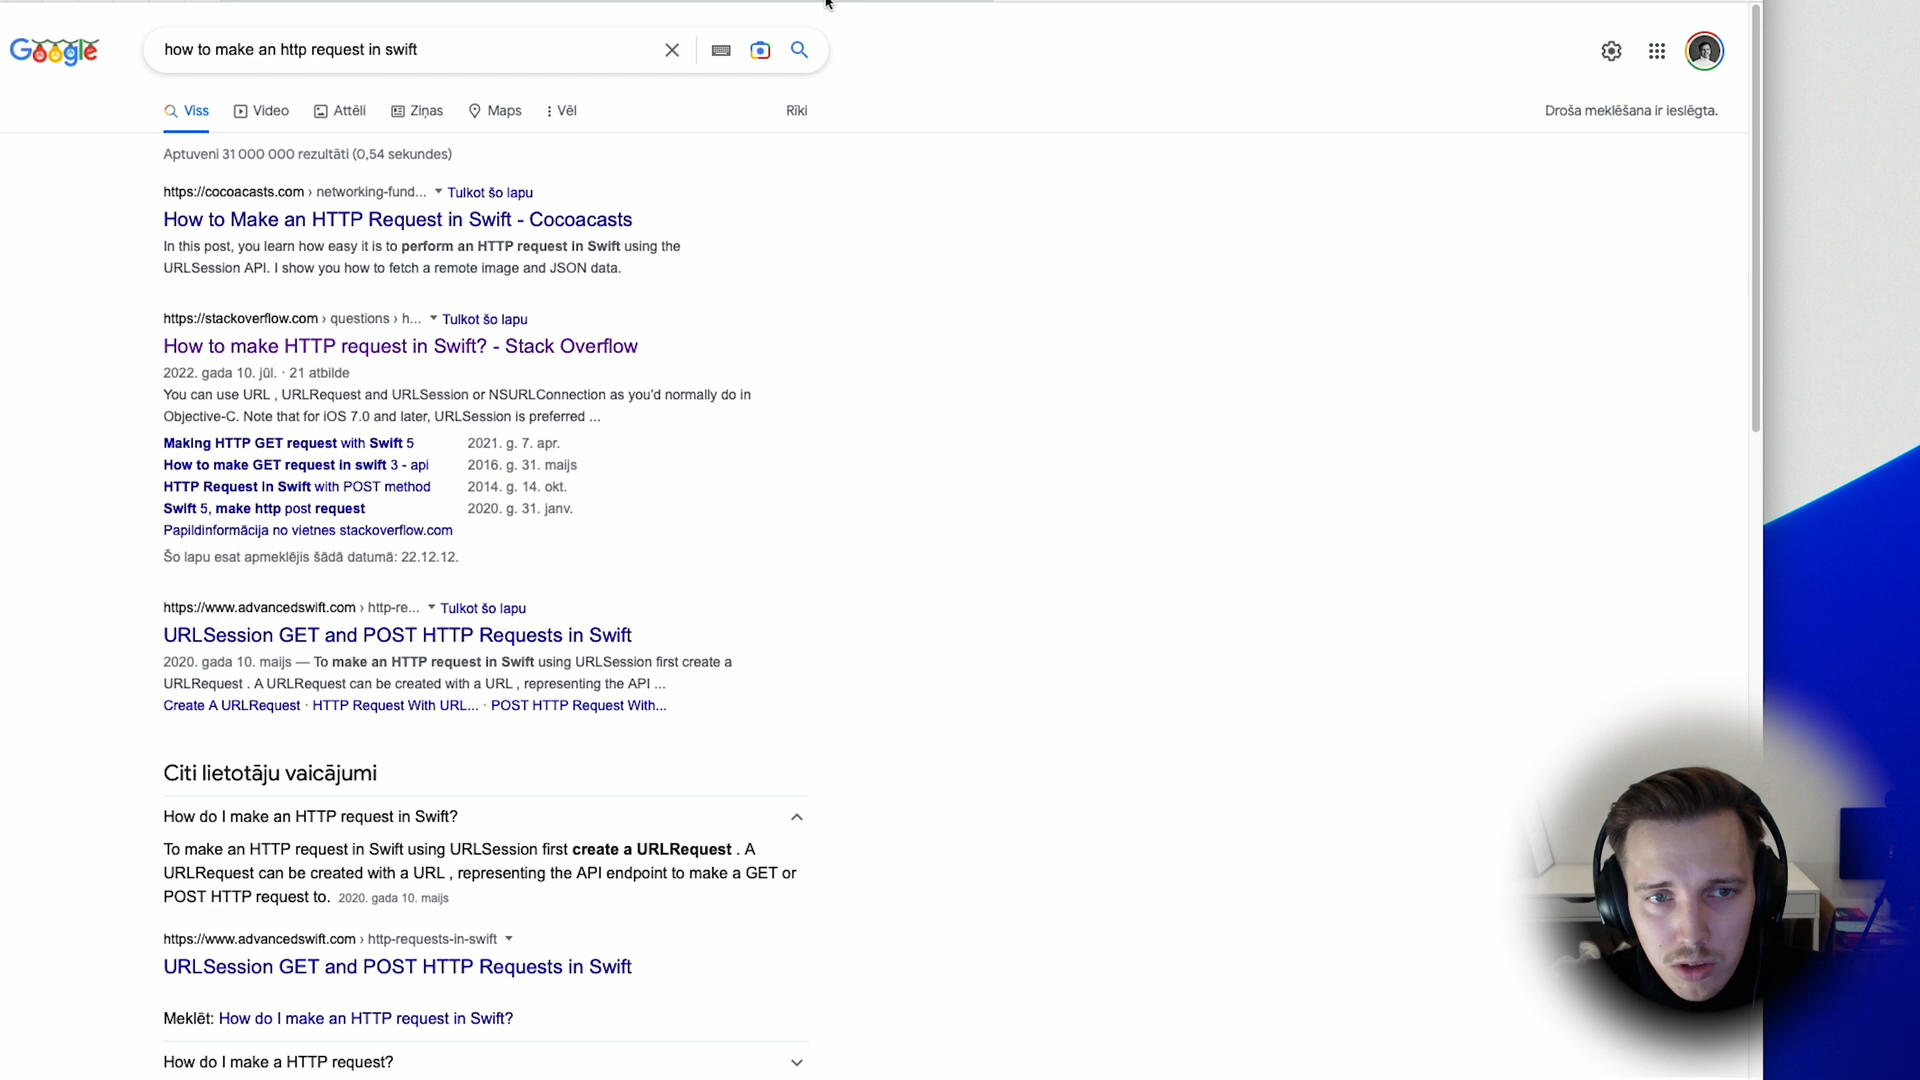 Google
how to make an http request in swift
Viss
Video
Attēli
Ziņas
Maps
Vēl
Rīki
Droša meklēšana ir ieslēgta.
Aptuveni 31 000 000 rezultāti (0,54 sekundes)
https://cocoacasts.com › networking-fund... Tulkot šo lapu
How to Make an HTTP Request in Swift - Cocoacasts
In this post, you learn how easy it is to perform an HTTP request in Swift using the
URLSession API. I show you how to fetch a remote image and JSON data.
https://stackoverflow.com › questions › h... Tulkot šo lapu
How to make HTTP request in Swift? - Stack Overflow
2022. gada 10. jūl. · 21 atbilde
You can use URL , URLRequest and URLSession or NSURLConnection as you'd normally do in
Objective-C. Note that for iOS 7.0 and later, URLSession is preferred ...
Making HTTP GET request with Swift 5 2021. g. 7. apr.
How to make GET request in swift 3 - api 2016. g. 31. maijs
HTTP Request in Swift with POST method 2014. g. 14. okt.
Swift 5, make http post request 2020. g. 31. janv.
Papildinformācija no vietnes stackoverflow.com
Šo lapu esat apmeklējis šādā datumā: 22.12.12.
https://www.advancedswift.com › http-re... Tulkot šo lapu
URLSession GET and POST HTTP Requests in Swift
2020. gada 10. maijs — To make an HTTP request in Swift using URLSession first create a
URLRequest . A URLRequest can be created with a URL , representing the API ...
Create A URLRequest · HTTP Request With URL... · POST HTTP Request With...
Citi lietotāju vaicājumi
How do I make an HTTP request in Swift?
To make an HTTP request in Swift using URLSession first create a URLRequest . A
URLRequest can be created with a URL , representing the API endpoint to make a GET or
POST HTTP request to. 2020. gada 10. maijs
https://www.advancedswift.com › http-requests-in-swift
URLSession GET and POST HTTP Requests in Swift
Meklēt: How do I make an HTTP request in Swift?
How do I make a HTTP request?